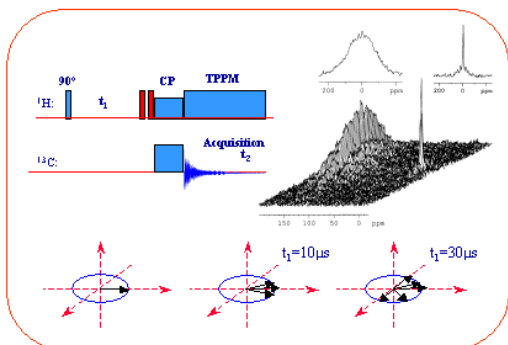 90° CP TPPM
¹H: t₁
¹³C: Acquisition
t₂
200 0 ppm
200 0 ppm
150 100 50 0 ppm
t₁=10µs t₁=30µs